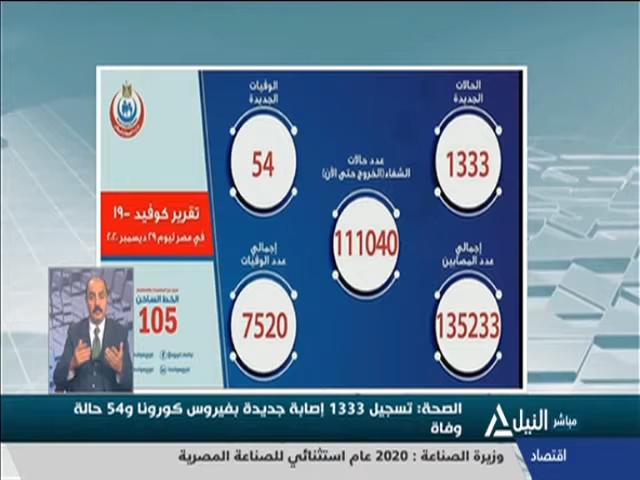 الحالات
الجديدة
1333
الوفيات
الجديدة
54
عدد حالات
الشفاء (الخروج حتى الآن)
111040
إجمالي
عدد المصابين
135233
إجمالي
عدد الوفيات
7520
تقرير كوفيد -١٩
في مصر ليوم ٢٩ ديسمبر ٢٠٢٠
الخط الساخن
105
مباشر النيل
الصحة: تسجيل 1333 إصابة جديدة بفيروس كورونا و54 حالة
وفاة
اقتصاد
وزيرة الصناعة : 2020 عام استثنائي للصناعة المصرية